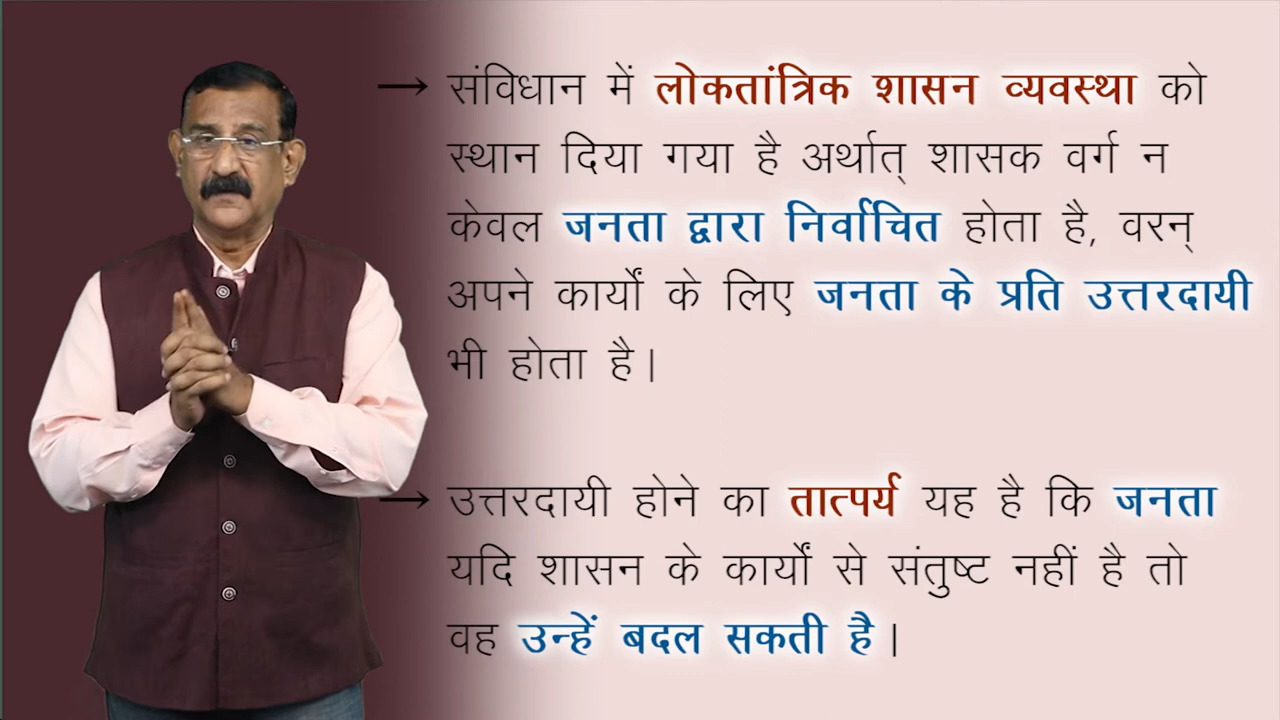 → संविधान में लोकतांत्रिक शासन व्यवस्था को
स्थान दिया गया है अर्थात् शासक वर्ग न
केवल जनता द्वारा निर्वाचित होता है, वरन्
अपने कार्यों के लिए जनता के प्रति उत्तरदायी
भी होता है।
→ उत्तरदायी होने का तात्पर्य यह है कि जनता
यदि शासन के कार्यों से संतुष्ट नहीं है तो
वह उन्हें बदल सकती है।